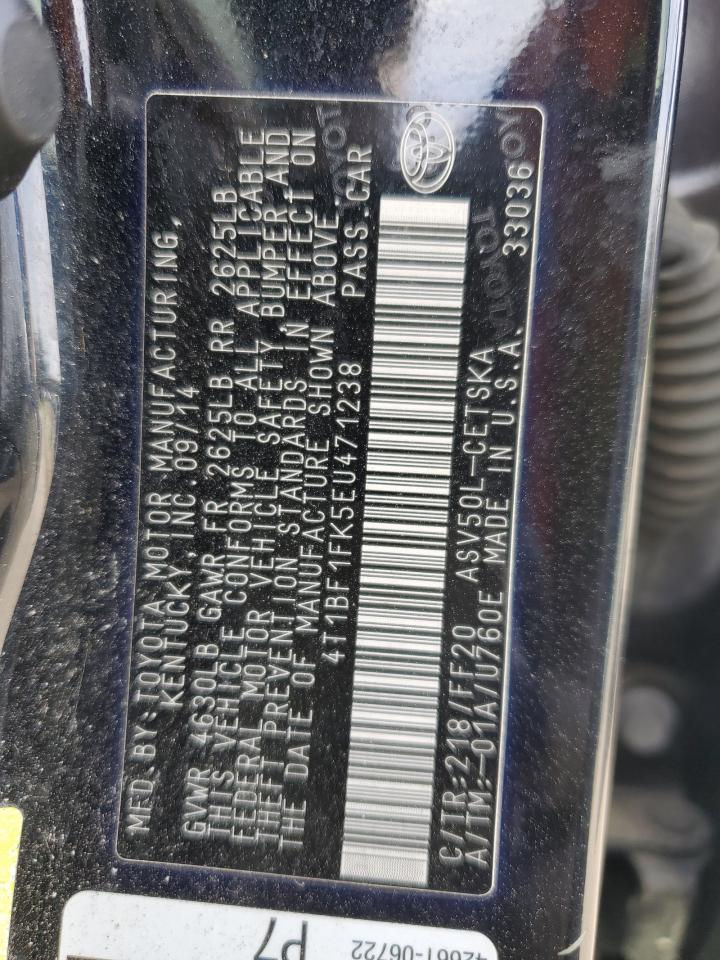 MFD. BY: TOYOTA MOTOR MANUFACTURING,
KENTUCKY, INC. 09/14
GVWR 4630LB GAWR FR 2625LB RR 2625LB
THIS VEHICLE CONFORMS TO ALL APPLICABLE
FEDERAL MOTOR VEHICLE SAFETY, BUMPER AND
THEFT PREVENTION STANDARDS IN EFFECT ON
THE DATE OF MANUFACTURE SHOWN ABOVE.
4T1BF1FK5EU471238 PASS.CAR
C/TR:218/FF20 ASV50L-CETSKA 33036
A/TM:-01A/U760E MADE IN U.S.A.
TOYOTA
P7
42661-06722